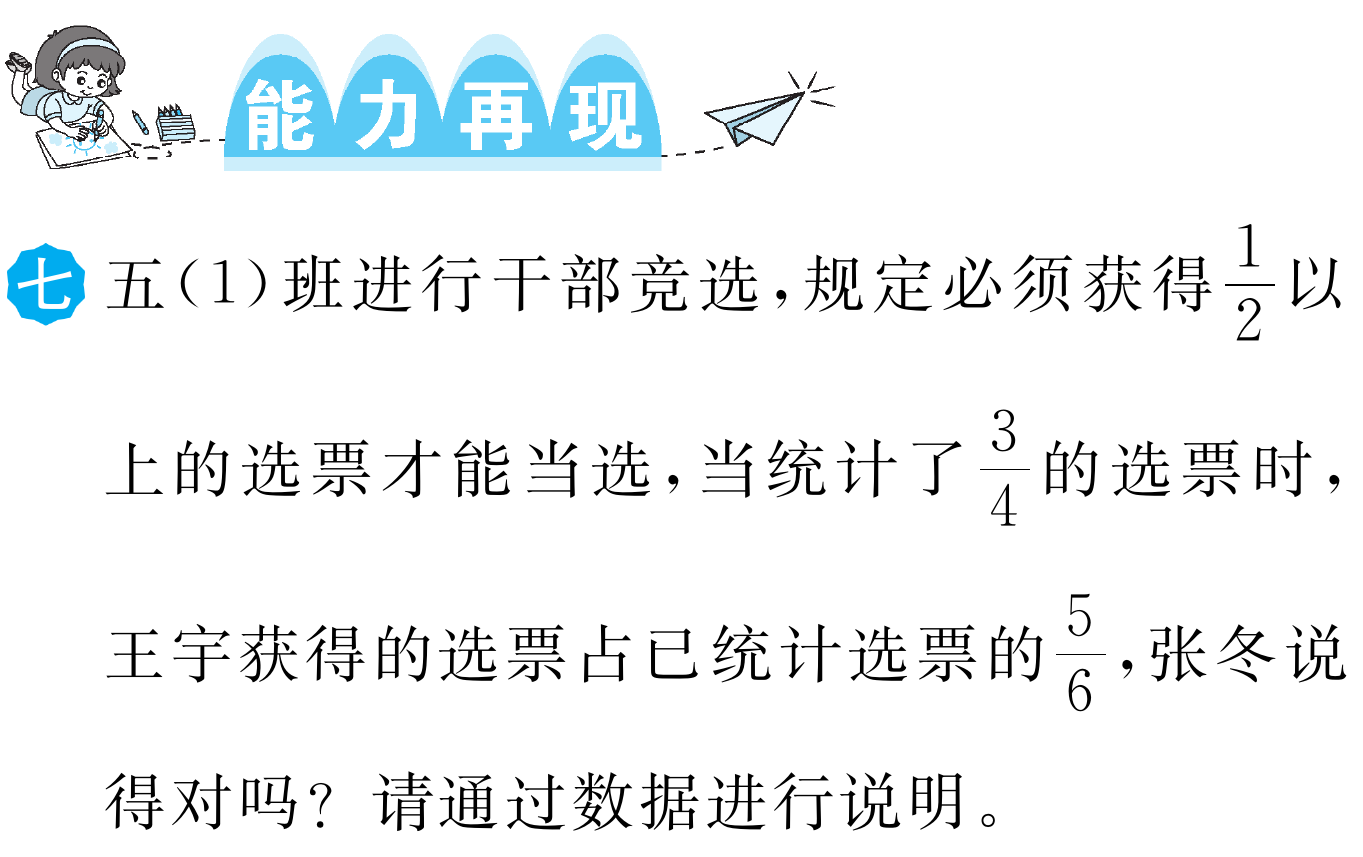 能力再现
七 五(1)班进行干部竞选,规定必须获得1/2以
上的选票才能当选,当统计了3/4的选票时,
王宇获得的选票占已统计选票的5/6,张冬说
得对吗?请通过数据进行说明。